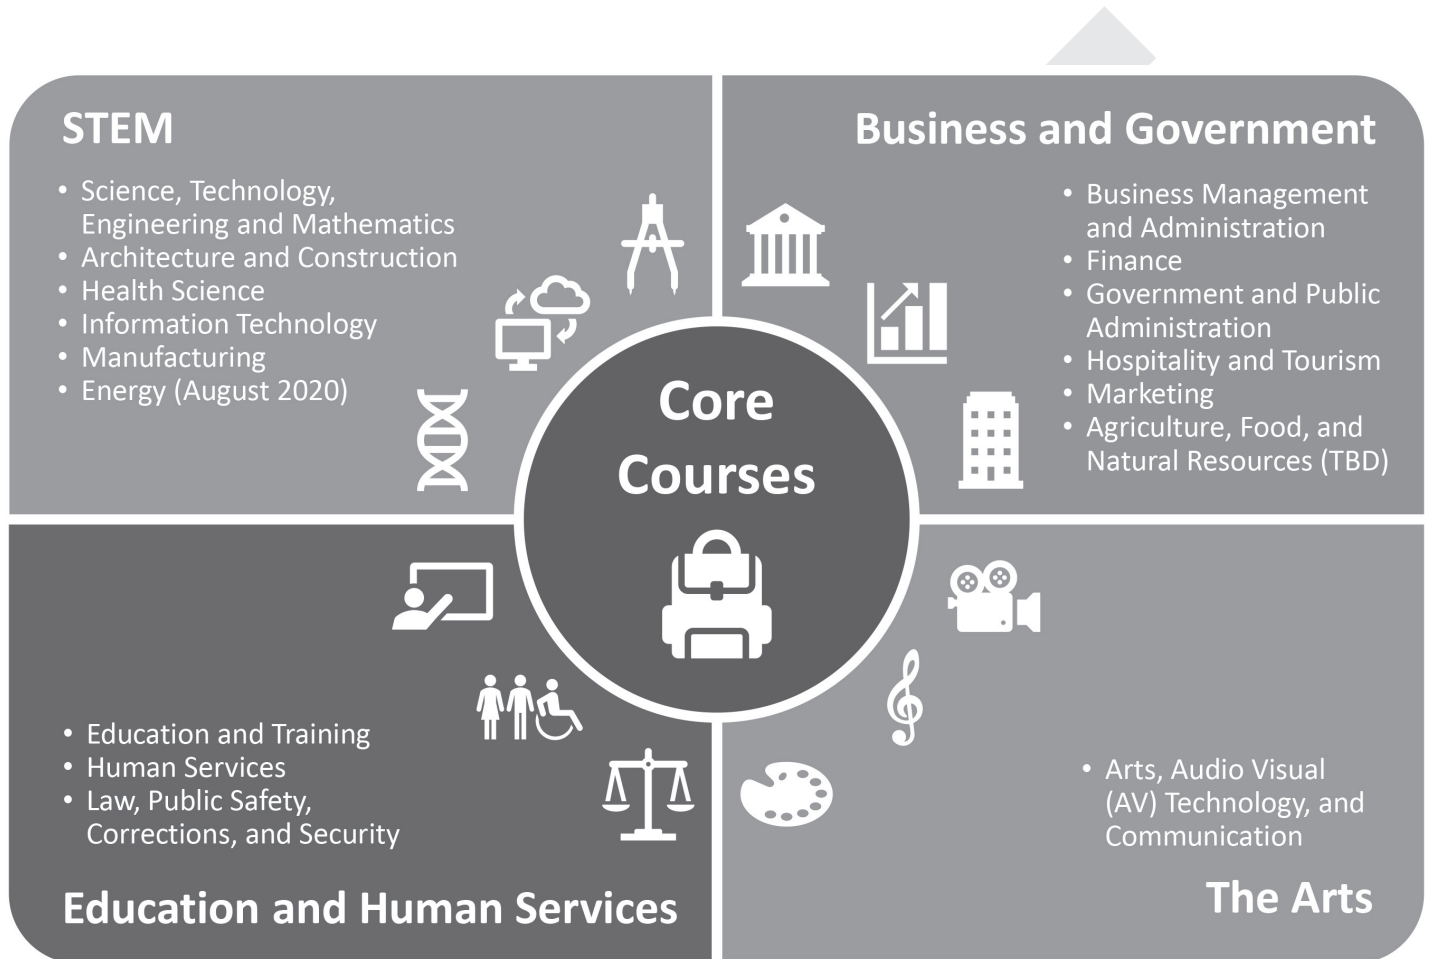 STEM
• Science, Technology,
Engineering and Mathematics
• Architecture and Construction
• Health Science
• Information Technology
• Manufacturing
• Energy (August 2020)
Business and Government
• Business Management
and Administration
• Finance
• Government and Public
Administration
• Hospitality and Tourism
• Marketing
• Agriculture, Food, and
Natural Resources (TBD)
Core
Courses
• Education and Training
• Human Services
• Law, Public Safety,
Corrections, and Security
Education and Human Services
• Arts, Audio Visual
(AV) Technology, and
Communication
The Arts